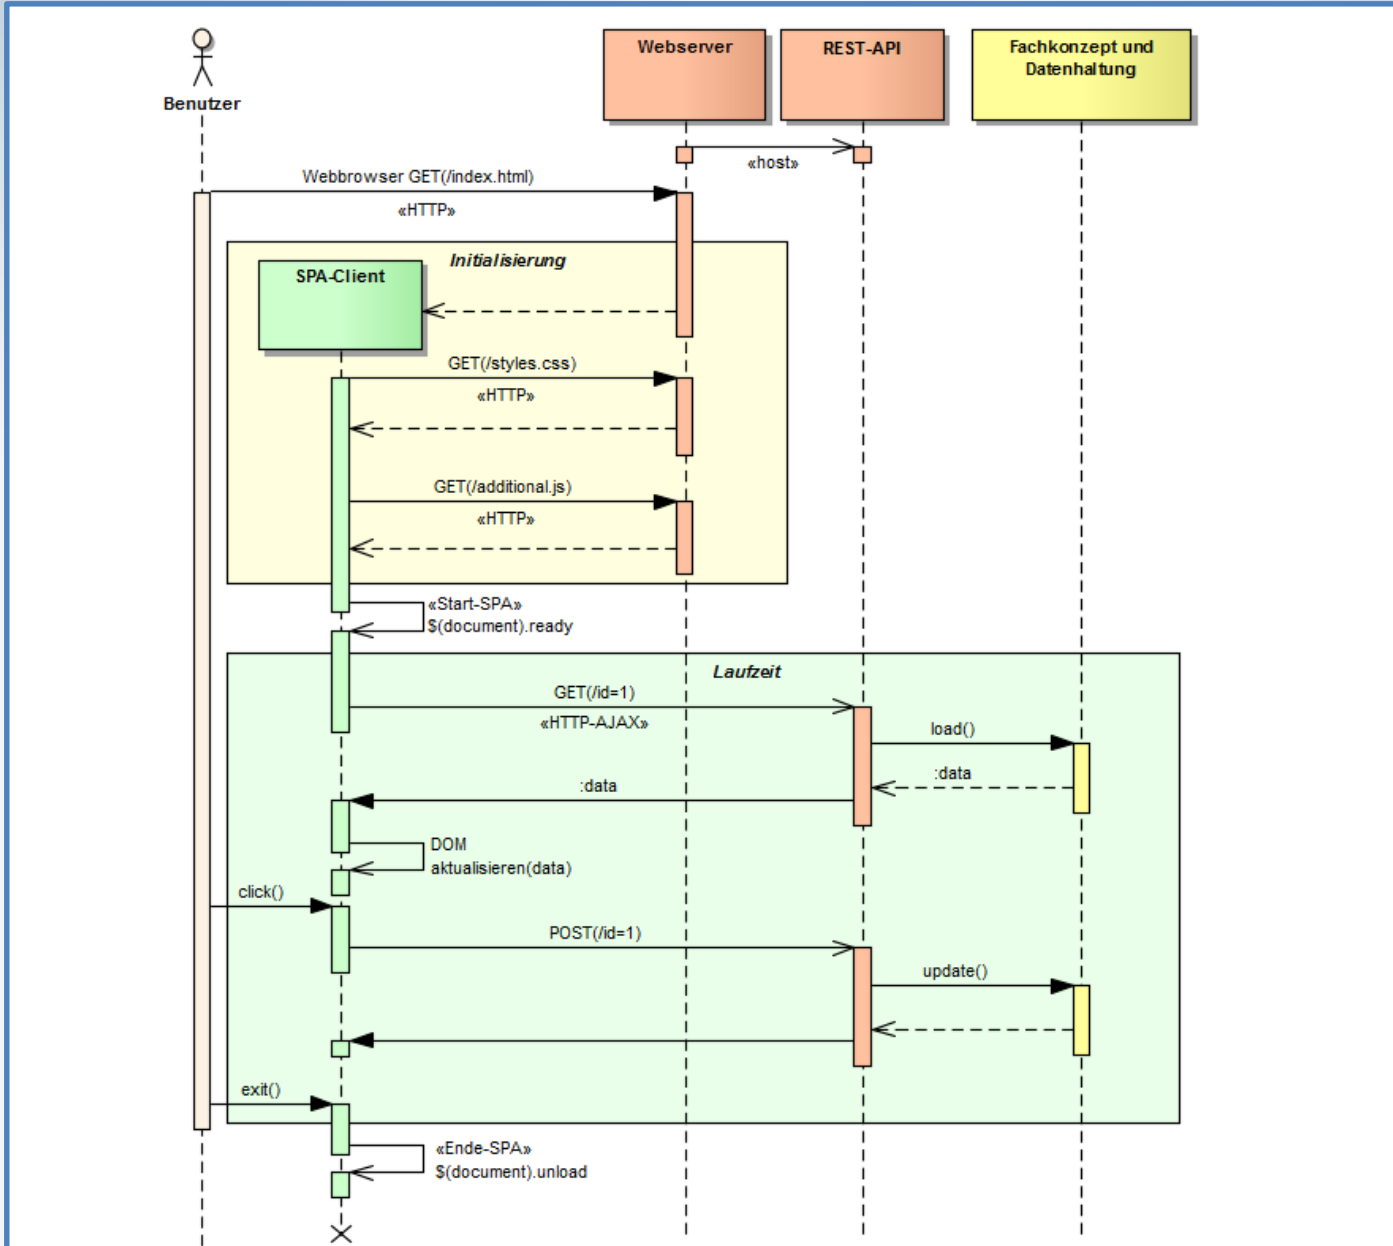 Benutzer
Webserver
REST-API
Fachkonzept und
Datenhaltung
«host»
Webbrowser GET(/index.html)
«HTTP»
Initialisierung
SPA-Client
GET(/styles.css)
«HTTP»
GET(/additional.js)
«HTTP»
«Start-SPA»
$(document).ready
Laufzeit
GET(/id=1)
«HTTP-AJAX»
load()
:data
:data
DOM
aktualisieren(data)
click()
POST(/id=1)
update()
exit()
«Ende-SPA»
$(document).unload